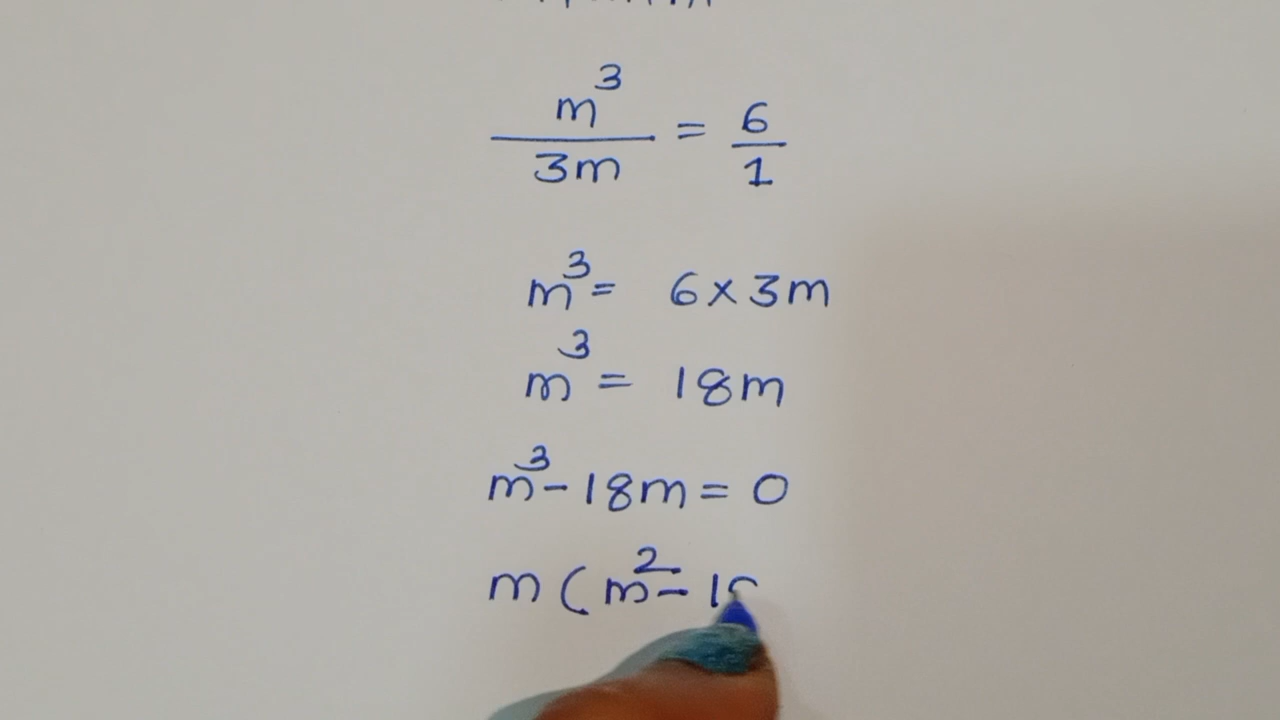 m³
3m
=
6
1
m³ = 6 × 3m
m³ = 18m
m³ - 18m = 0
m ( m² - 1